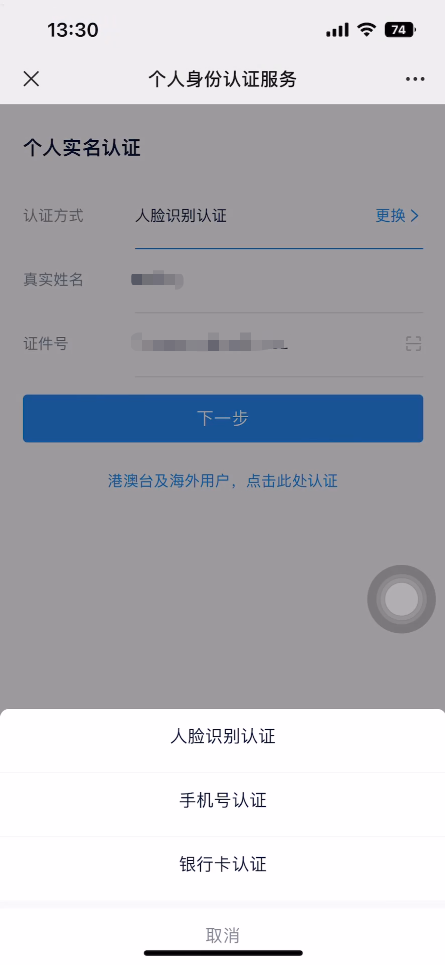 13:30
74
个人身份认证服务
个人实名认证
认证方式 人脸识别认证 更换
真实姓名
证件号
下一步
港澳台及海外用户，点击此处认证
人脸识别认证
手机号认证
银行卡认证
取消